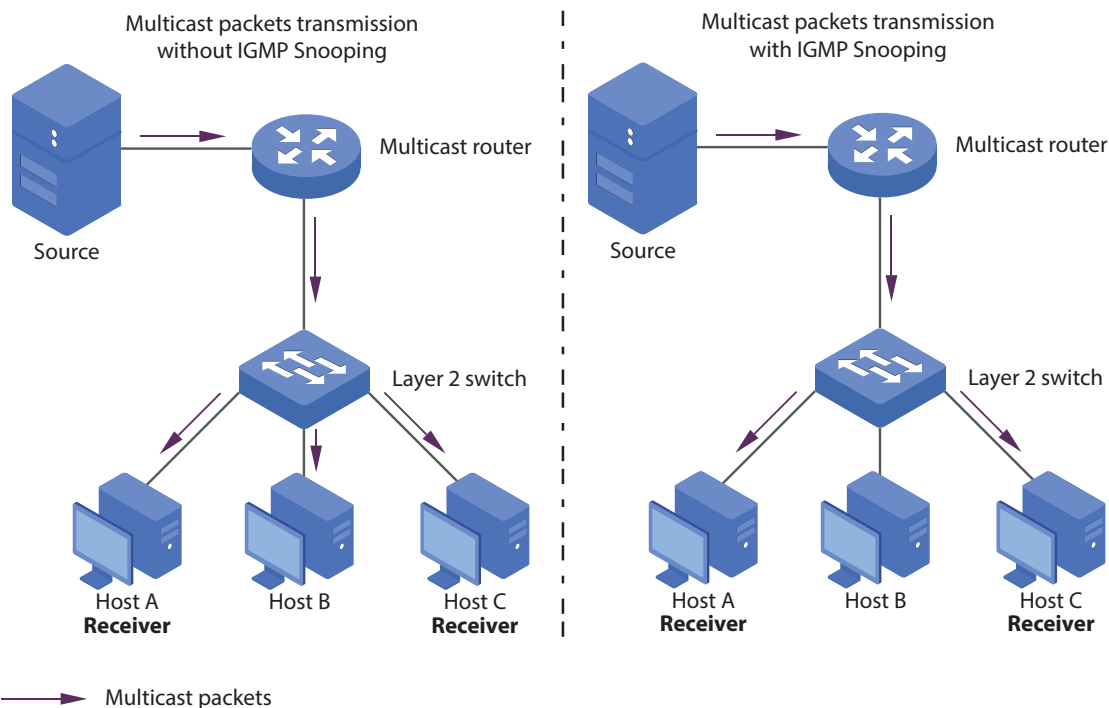 Multicast packets transmission
without IGMP Snooping
Multicast router
Source
Layer 2 switch
Host A
Receiver
Host B
Host C
Receiver
Multicast packets transmission
with IGMP Snooping
Multicast router
Source
Layer 2 switch
Host A
Receiver
Host B
Host C
Receiver
Multicast packets